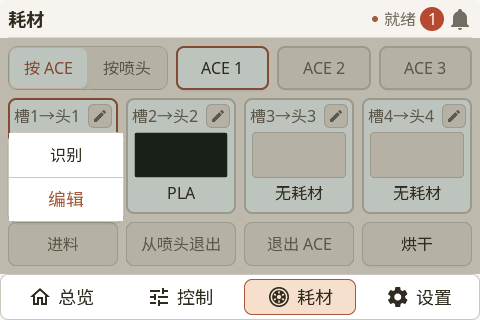 耗材
就绪 1
按 ACE 按喷头 ACE 1 ACE 2 ACE 3
槽1→头1 槽2→头2 槽3→头3 槽4→头4
识别
编辑
PLA 无耗材 无耗材
进料 从喷头退出 退出 ACE 烘干
总览 控制 耗材 设置